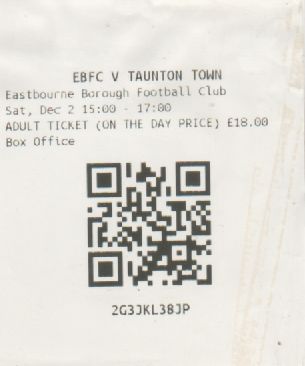 EBFC V TAUNTON TOWN
Eastbourne Borough Football Club
Sat, Dec 2 15:00 - 17:00
ADULT TICKET (ON THE DAY PRICE) £18.00
Box Office
2G3JKL38JP